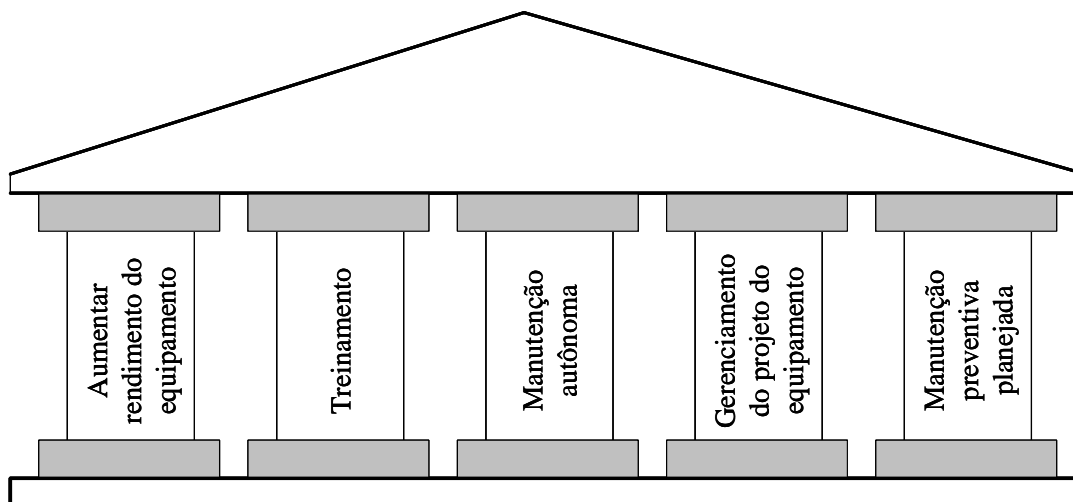 Aumentar
rendimento do
equipamento
Treinamento
Manutenção
autônoma
Gerenciamento
do projeto do
equipamento
Manutenção
preventiva
planejada